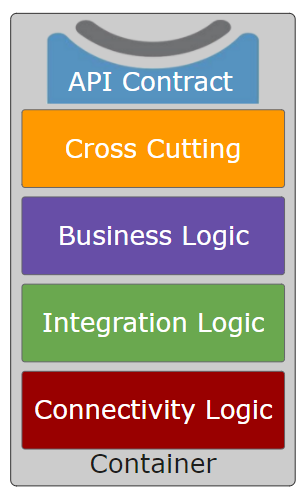 API Contract
Cross Cutting
Business Logic
Integration Logic
Connectivity Logic
Container